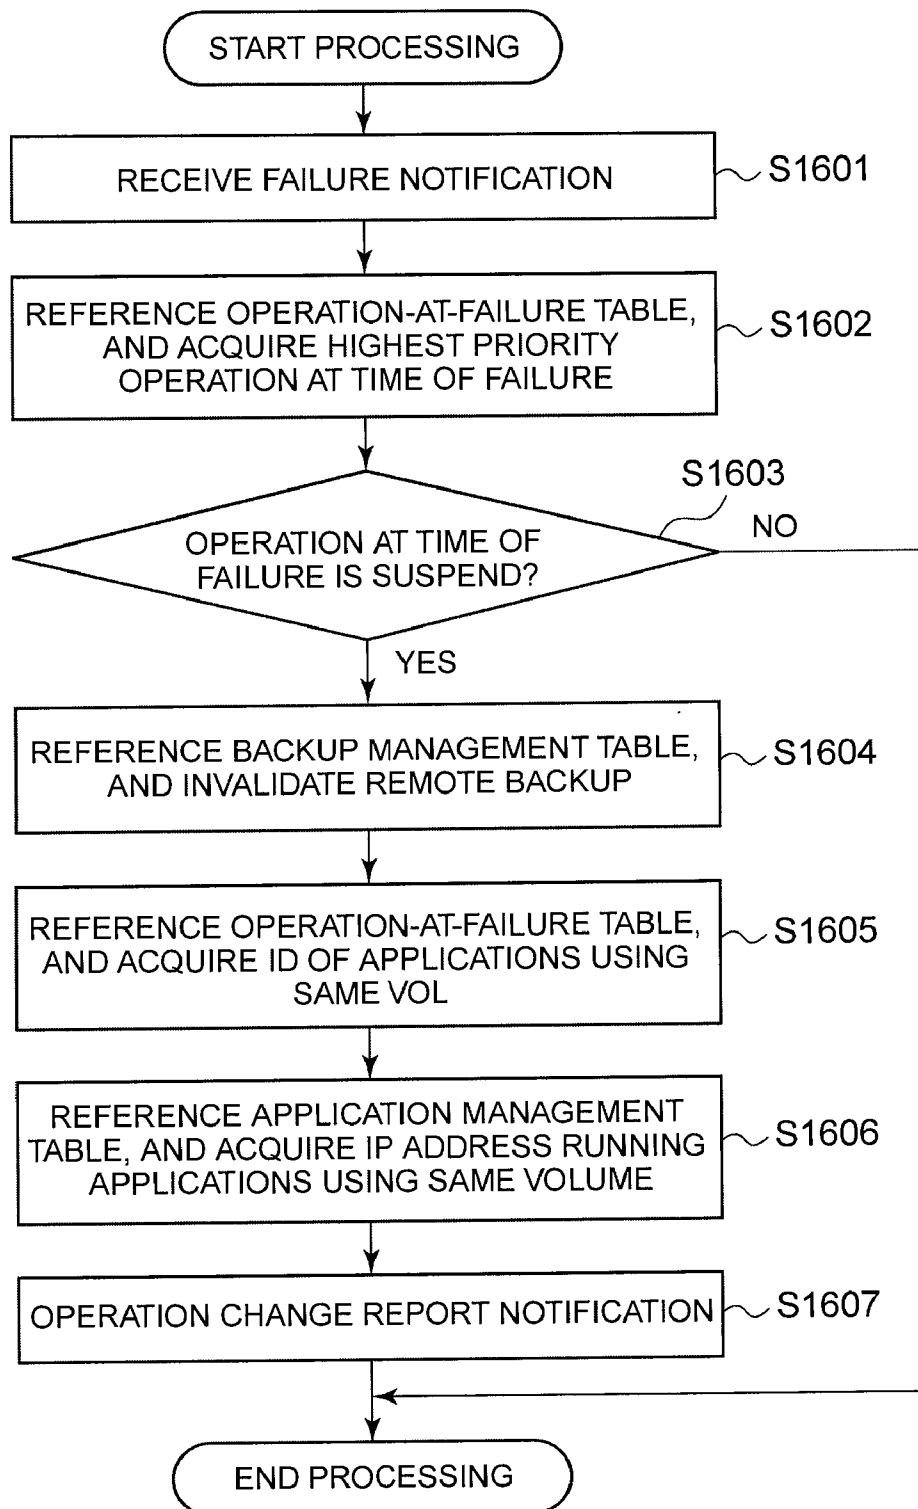 START PROCESSING
RECEIVE FAILURE NOTIFICATION
S1601
REFERENCE OPERATION-AT-FAILURE TABLE,
AND ACQUIRE HIGHEST PRIORITY
OPERATION AT TIME OF FAILURE
S1602
S1603
OPERATION AT TIME OF
FAILURE IS SUSPEND?
NO
YES
REFERENCE BACKUP MANAGEMENT TABLE,
AND INVALIDATE REMOTE BACKUP
S1604
REFERENCE OPERATION-AT-FAILURE TABLE,
AND ACQUIRE ID OF APPLICATIONS USING
SAME VOL
S1605
REFERENCE APPLICATION MANAGEMENT
TABLE, AND ACQUIRE IP ADDRESS RUNNING
APPLICATIONS USING SAME VOLUME
S1606
OPERATION CHANGE REPORT NOTIFICATION
S1607
END PROCESSING